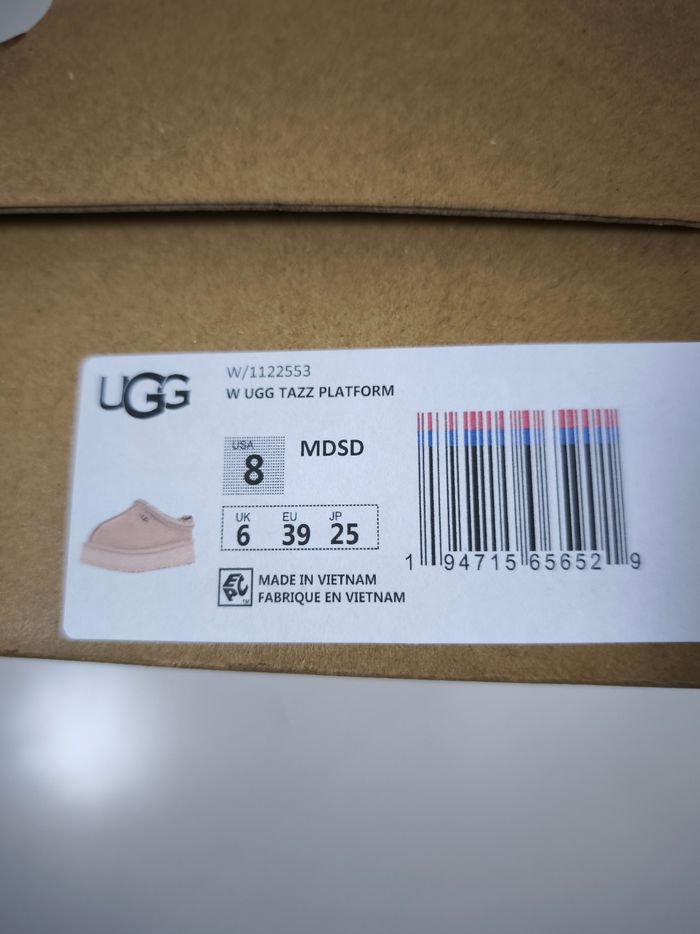 UGG
W/1122553
W UGG TAZZ PLATFORM
USA
8
MDSD
UK EU JP
6 39 25
1 94715 65652 9
EPC™
MADE IN VIETNAM
FABRIQUE EN VIETNAM